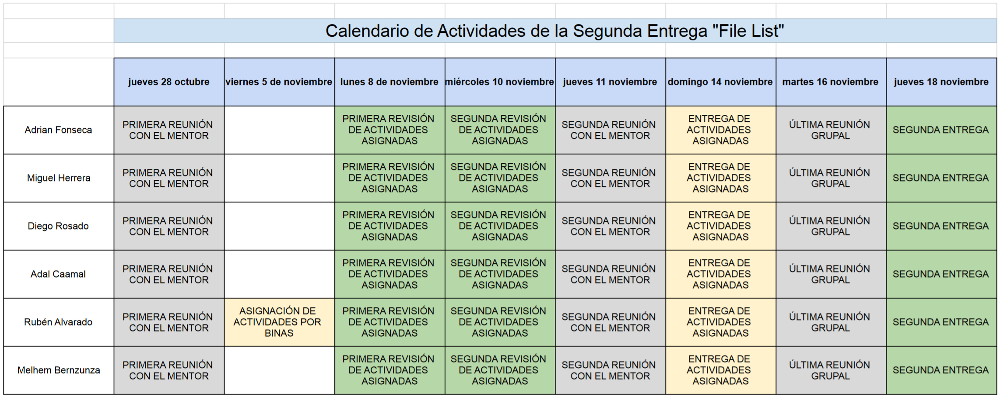 Calendario de Actividades de la Segunda Entrega "File List"
jueves 28 octubre
viernes 5 de noviembre
lunes 8 de noviembre
miércoles 10 noviembre
jueves 11 noviembre
domingo 14 noviembre
martes 16 noviembre
jueves 18 noviembre
Adrian Fonseca
PRIMERA REUNIÓN
CON EL MENTOR
PRIMERA REVISIÓN
DE ACTIVIDADES
ASIGNADAS
SEGUNDA REVISIÓN
DE ACTIVIDADES
ASIGNADAS
SEGUNDA REUNIÓN
CON EL MENTOR
ENTREGA DE
ACTIVIDADES
ASIGNADAS
ÚLTIMA REUNIÓN
GRUPAL
SEGUNDA ENTREGA
Miguel Herrera
PRIMERA REUNIÓN
CON EL MENTOR
PRIMERA REVISIÓN
DE ACTIVIDADES
ASIGNADAS
SEGUNDA REVISIÓN
DE ACTIVIDADES
ASIGNADAS
SEGUNDA REUNIÓN
CON EL MENTOR
ENTREGA DE
ACTIVIDADES
ASIGNADAS
ÚLTIMA REUNIÓN
GRUPAL
SEGUNDA ENTREGA
Diego Rosado
PRIMERA REUNIÓN
CON EL MENTOR
PRIMERA REVISIÓN
DE ACTIVIDADES
ASIGNADAS
SEGUNDA REVISIÓN
DE ACTIVIDADES
ASIGNADAS
SEGUNDA REUNIÓN
CON EL MENTOR
ENTREGA DE
ACTIVIDADES
ASIGNADAS
ÚLTIMA REUNIÓN
GRUPAL
SEGUNDA ENTREGA
Adal Caamal
PRIMERA REUNIÓN
CON EL MENTOR
PRIMERA REVISIÓN
DE ACTIVIDADES
ASIGNADAS
SEGUNDA REVISIÓN
DE ACTIVIDADES
ASIGNADAS
SEGUNDA REUNIÓN
CON EL MENTOR
ENTREGA DE
ACTIVIDADES
ASIGNADAS
ÚLTIMA REUNIÓN
GRUPAL
SEGUNDA ENTREGA
Rubén Alvarado
PRIMERA REUNIÓN
CON EL MENTOR
ASIGNACIÓN DE
ACTIVIDADES POR
BINAS
PRIMERA REVISIÓN
DE ACTIVIDADES
ASIGNADAS
SEGUNDA REVISIÓN
DE ACTIVIDADES
ASIGNADAS
SEGUNDA REUNIÓN
CON EL MENTOR
ENTREGA DE
ACTIVIDADES
ASIGNADAS
ÚLTIMA REUNIÓN
GRUPAL
SEGUNDA ENTREGA
Melhem Bernzunza
PRIMERA REUNIÓN
CON EL MENTOR
PRIMERA REVISIÓN
DE ACTIVIDADES
ASIGNADAS
SEGUNDA REVISIÓN
DE ACTIVIDADES
ASIGNADAS
SEGUNDA REUNIÓN
CON EL MENTOR
ENTREGA DE
ACTIVIDADES
ASIGNADAS
ÚLTIMA REUNIÓN
GRUPAL
SEGUNDA ENTREGA